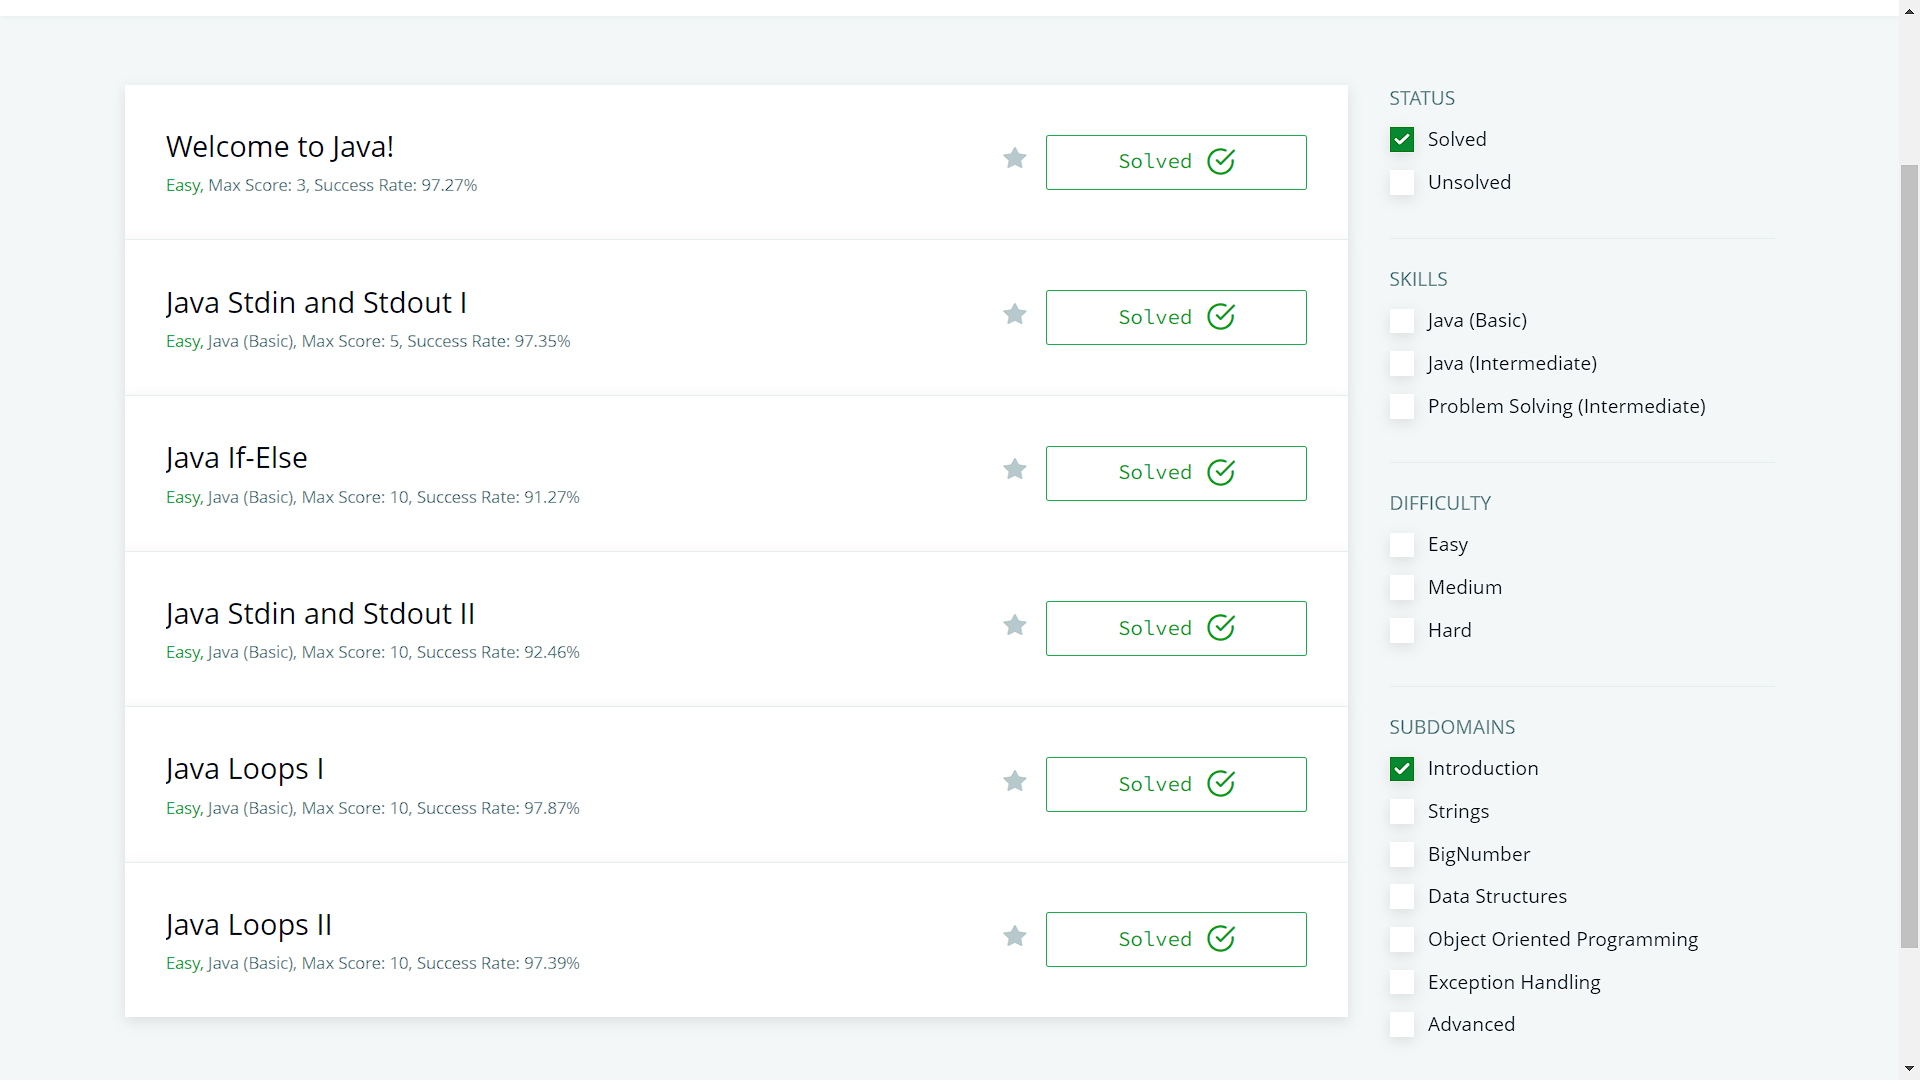 Welcome to Java!
Easy, Max Score: 3, Success Rate: 97.27%
Solved
Java Stdin and Stdout I
Easy, Java (Basic), Max Score: 5, Success Rate: 97.35%
Solved
Java If-Else
Easy, Java (Basic), Max Score: 10, Success Rate: 91.27%
Solved
Java Stdin and Stdout II
Easy, Java (Basic), Max Score: 10, Success Rate: 92.46%
Solved
Java Loops I
Easy, Java (Basic), Max Score: 10, Success Rate: 97.87%
Solved
Java Loops II
Easy, Java (Basic), Max Score: 10, Success Rate: 97.39%
Solved
STATUS
Solved
Unsolved
SKILLS
Java (Basic)
Java (Intermediate)
Problem Solving (Intermediate)
DIFFICULTY
Easy
Medium
Hard
SUBDOMAINS
Introduction
Strings
BigNumber
Data Structures
Object Oriented Programming
Exception Handling
Advanced